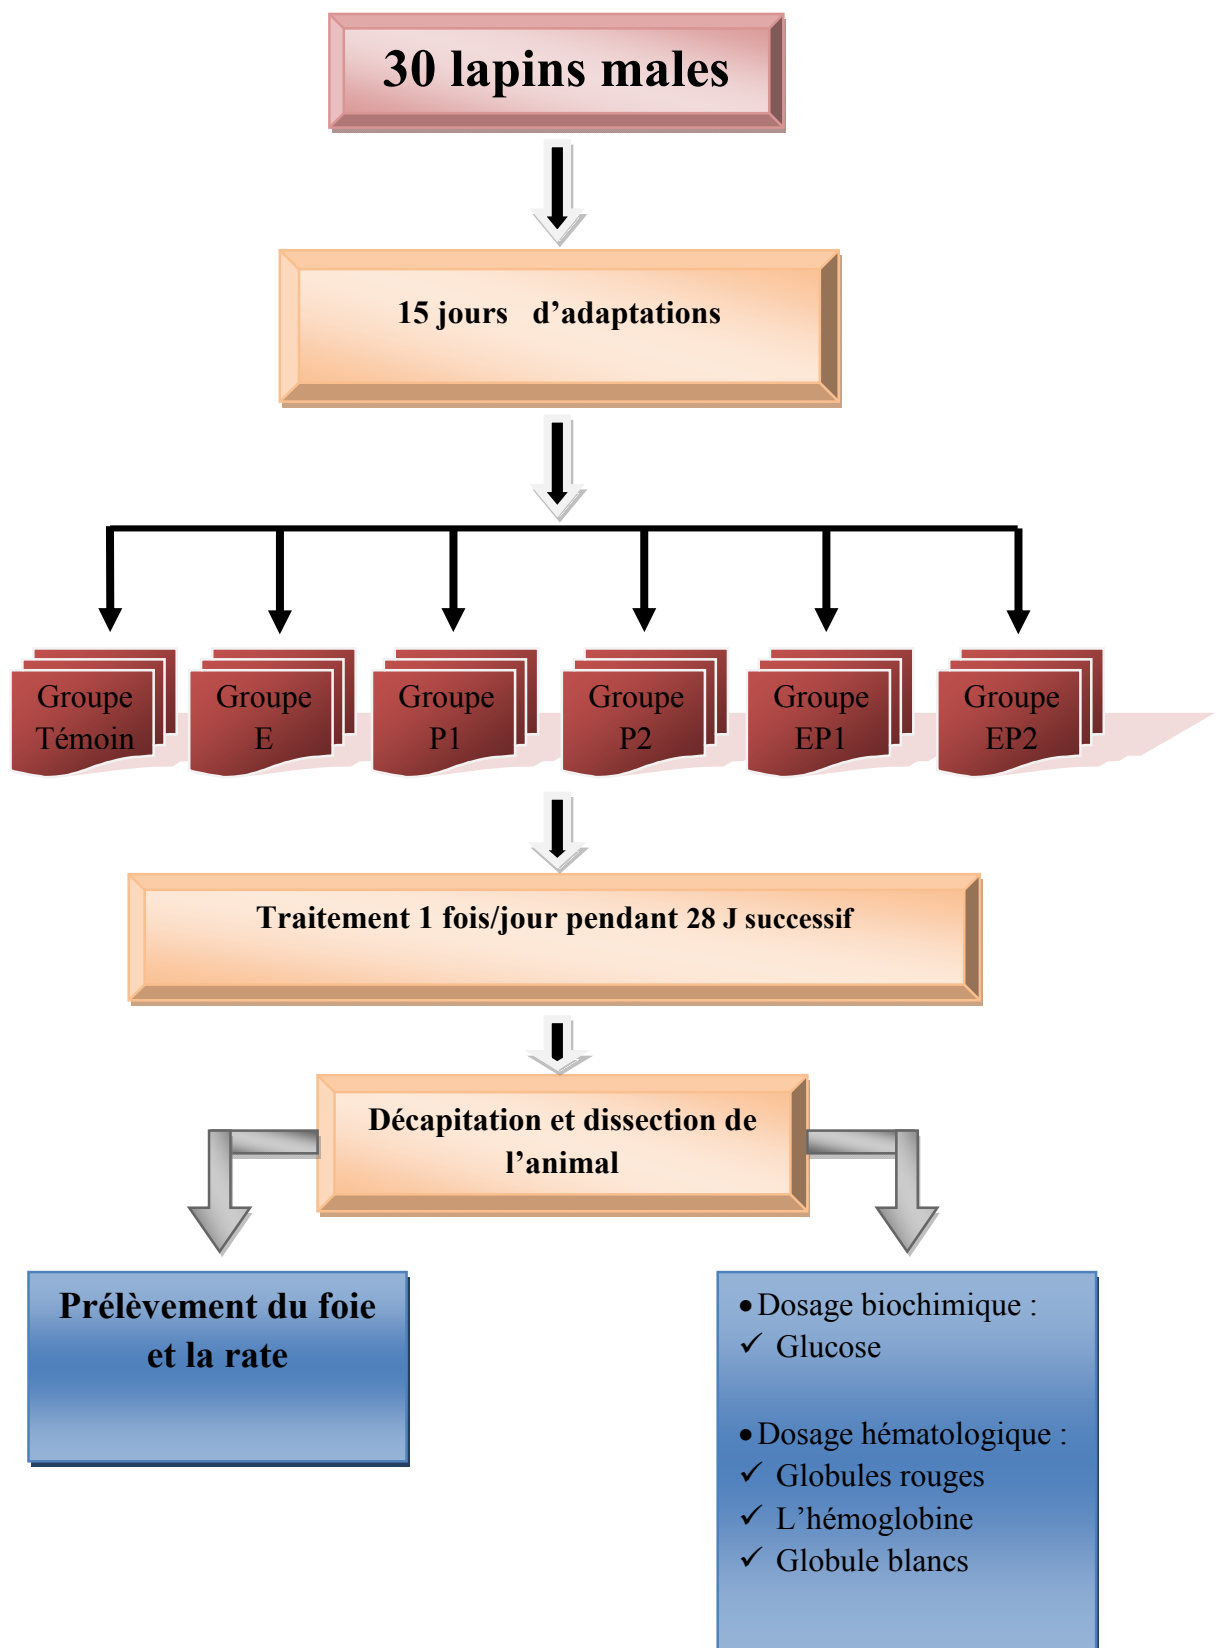 30 lapins males
15 jours d’adaptations
Groupe
Témoin
Groupe
E
Groupe
P1
Groupe
P2
Groupe
EP1
Groupe
EP2
Traitement 1 fois/jour pendant 28 J successif
Décapitation et dissection de
l’animal
Prélèvement du foie
et la rate
• Dosage biochimique :
✓ Glucose
• Dosage hématologique :
✓ Globules rouges
✓ L’hémoglobine
✓ Globule blancs